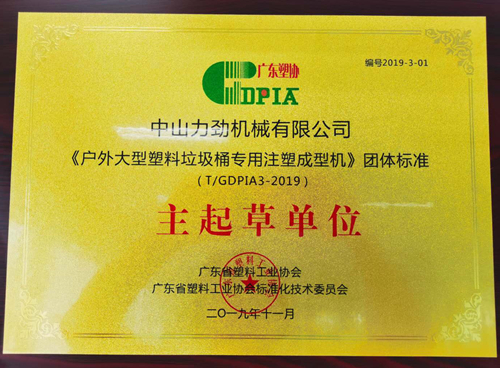 广东塑协
GDPIA
编号2019-3-01
中山力劲机械有限公司
《户外大型塑料垃圾桶专用注塑成型机》团体标准
(T/GDPIA3-2019)
主起草单位
广东省塑料工业协会
广东省塑料工业协会标准化技术委员会
二〇一九年十一月